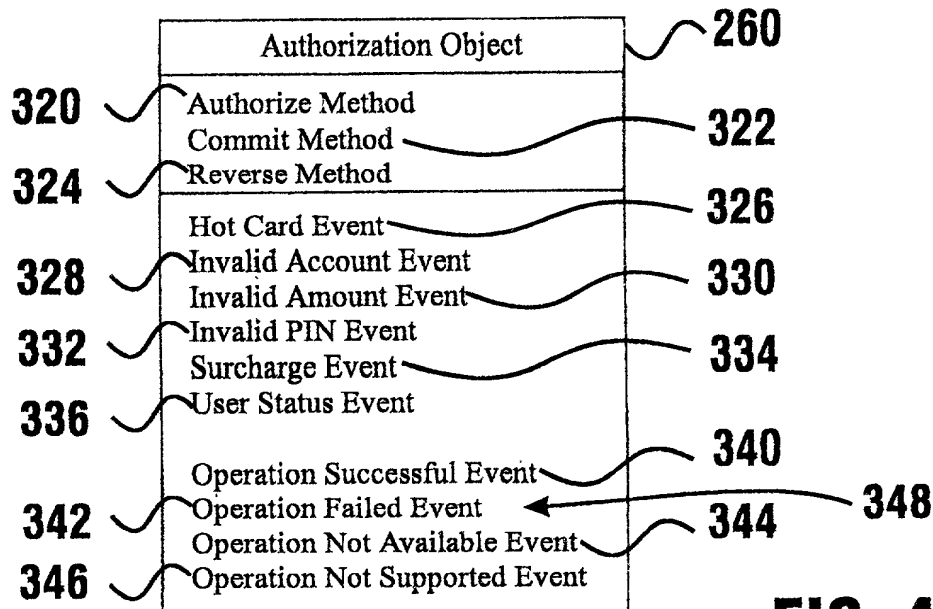 Authorization Object 260
320 Authorize Method
Commit Method 322
324 Reverse Method
Hot Card Event 326
328 Invalid Account Event
Invalid Amount Event 330
332 Invalid PIN Event
Surcharge Event 334
336 User Status Event
Operation Successful Event 340
342 Operation Failed Event 348
Operation Not Available Event 344
346 Operation Not Supported Event